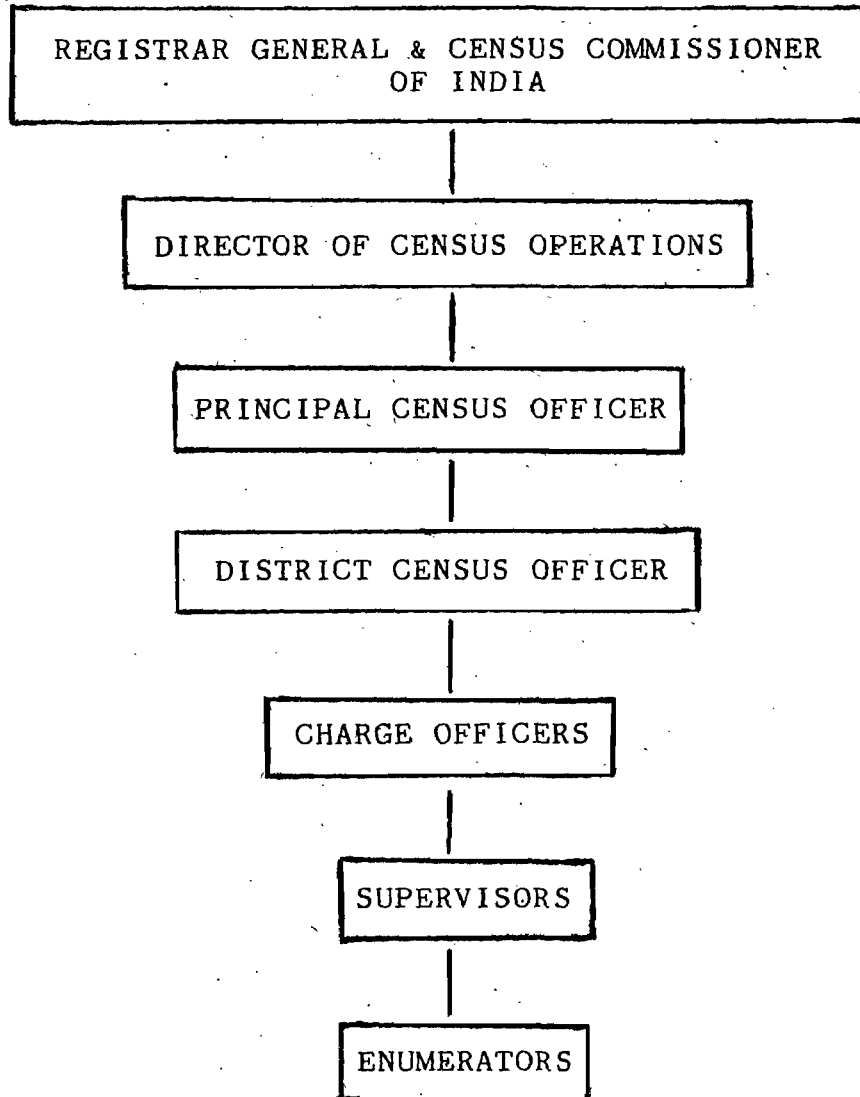 REGISTRAR GENERAL & CENSUS COMMISSIONER
OF INDIA
DIRECTOR OF CENSUS OPERATIONS
PRINCIPAL CENSUS OFFICER
DISTRICT CENSUS OFFICER
CHARGE OFFICERS
SUPERVISORS
ENUMERATORS